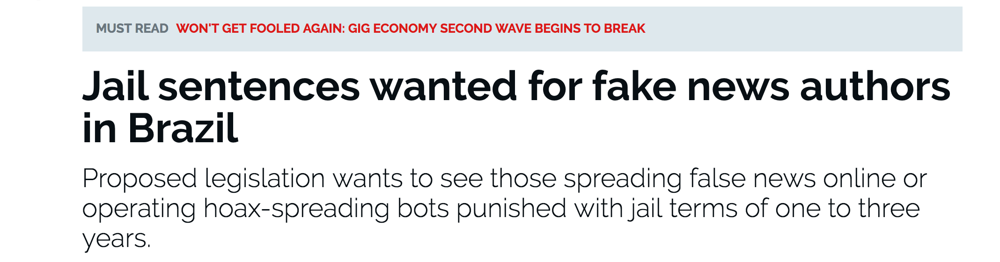 MUST READ WON'T GET FOOLED AGAIN: GIG ECONOMY SECOND WAVE BEGINS TO BREAK
Jail sentences wanted for fake news authors
in Brazil
Proposed legislation wants to see those spreading false news online or
operating hoax-spreading bots punished with jail terms of one to three
years.